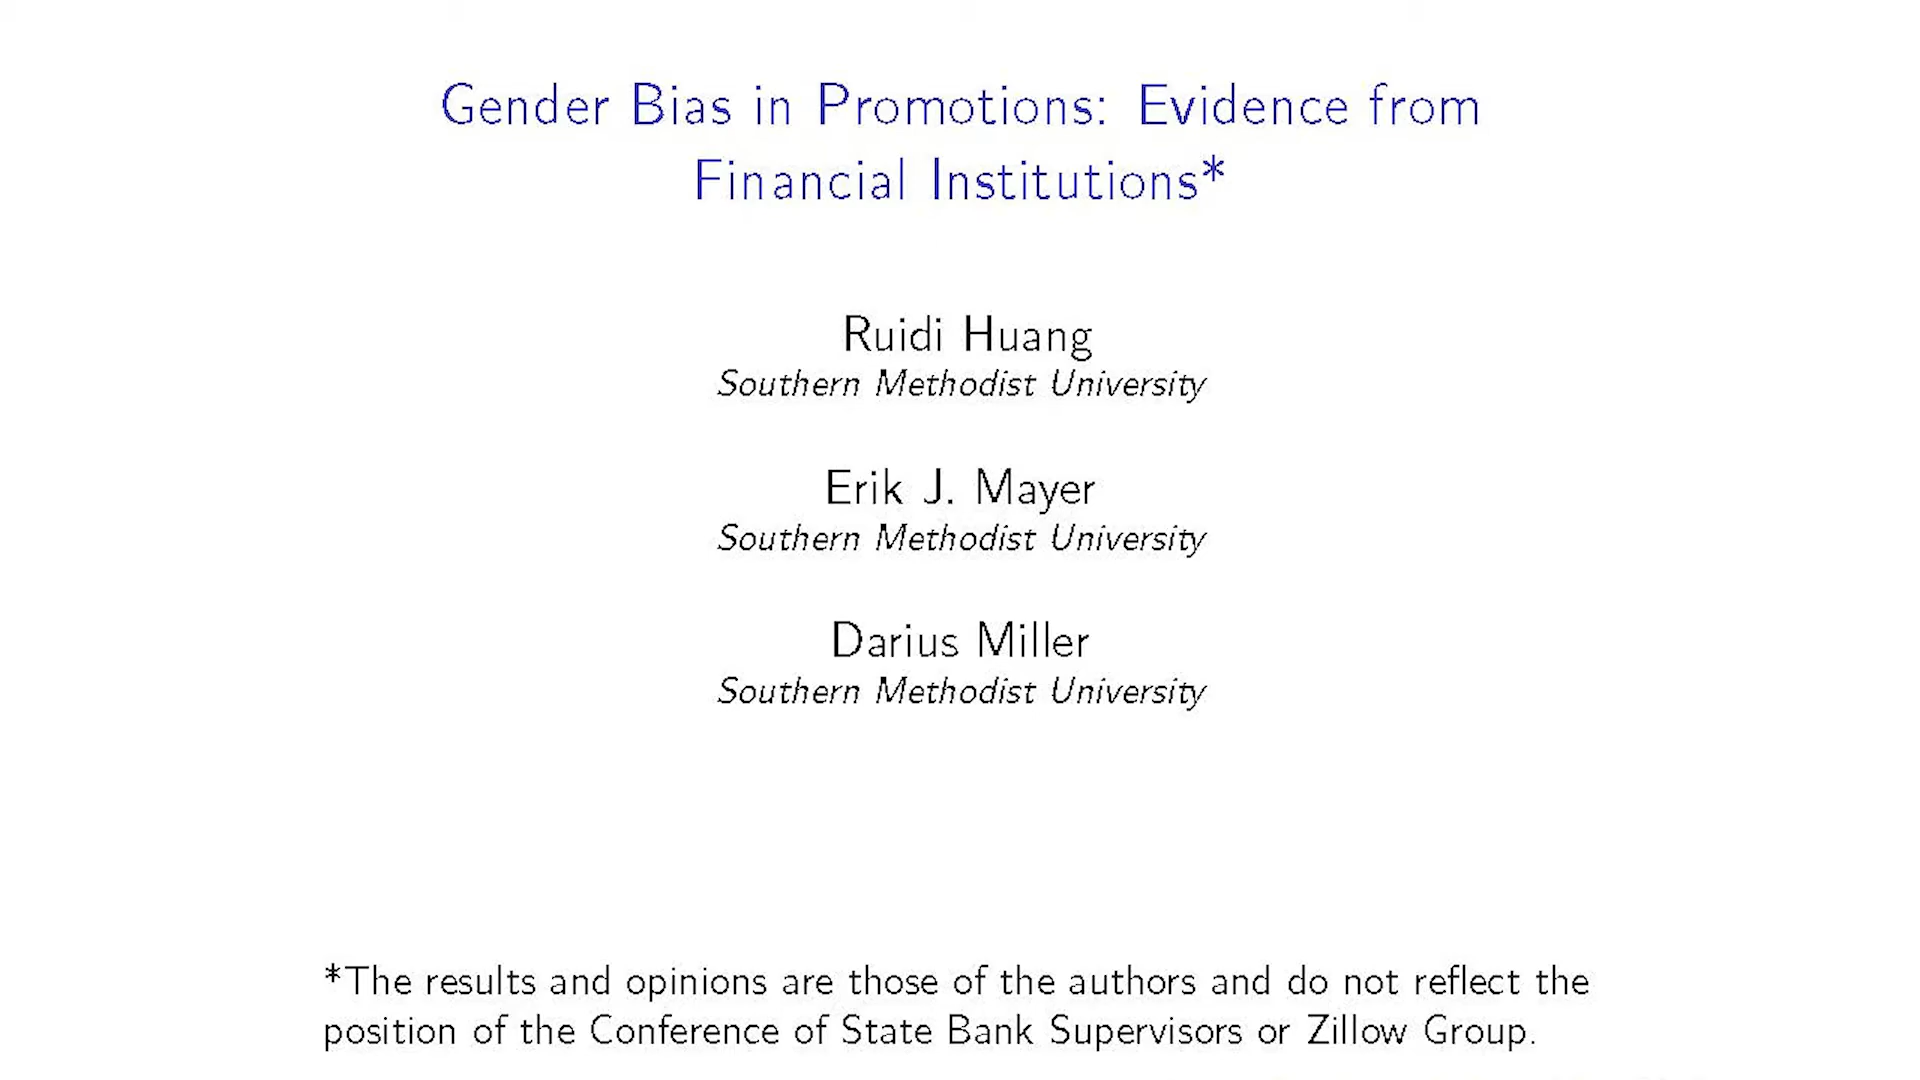 Gender Bias in Promotions: Evidence from
Financial Institutions*
Ruidi Huang
Southern Methodist University
Erik J. Mayer
Southern Methodist University
Darius Miller
Southern Methodist University
*The results and opinions are those of the authors and do not reflect the
position of the Conference of State Bank Supervisors or Zillow Group.